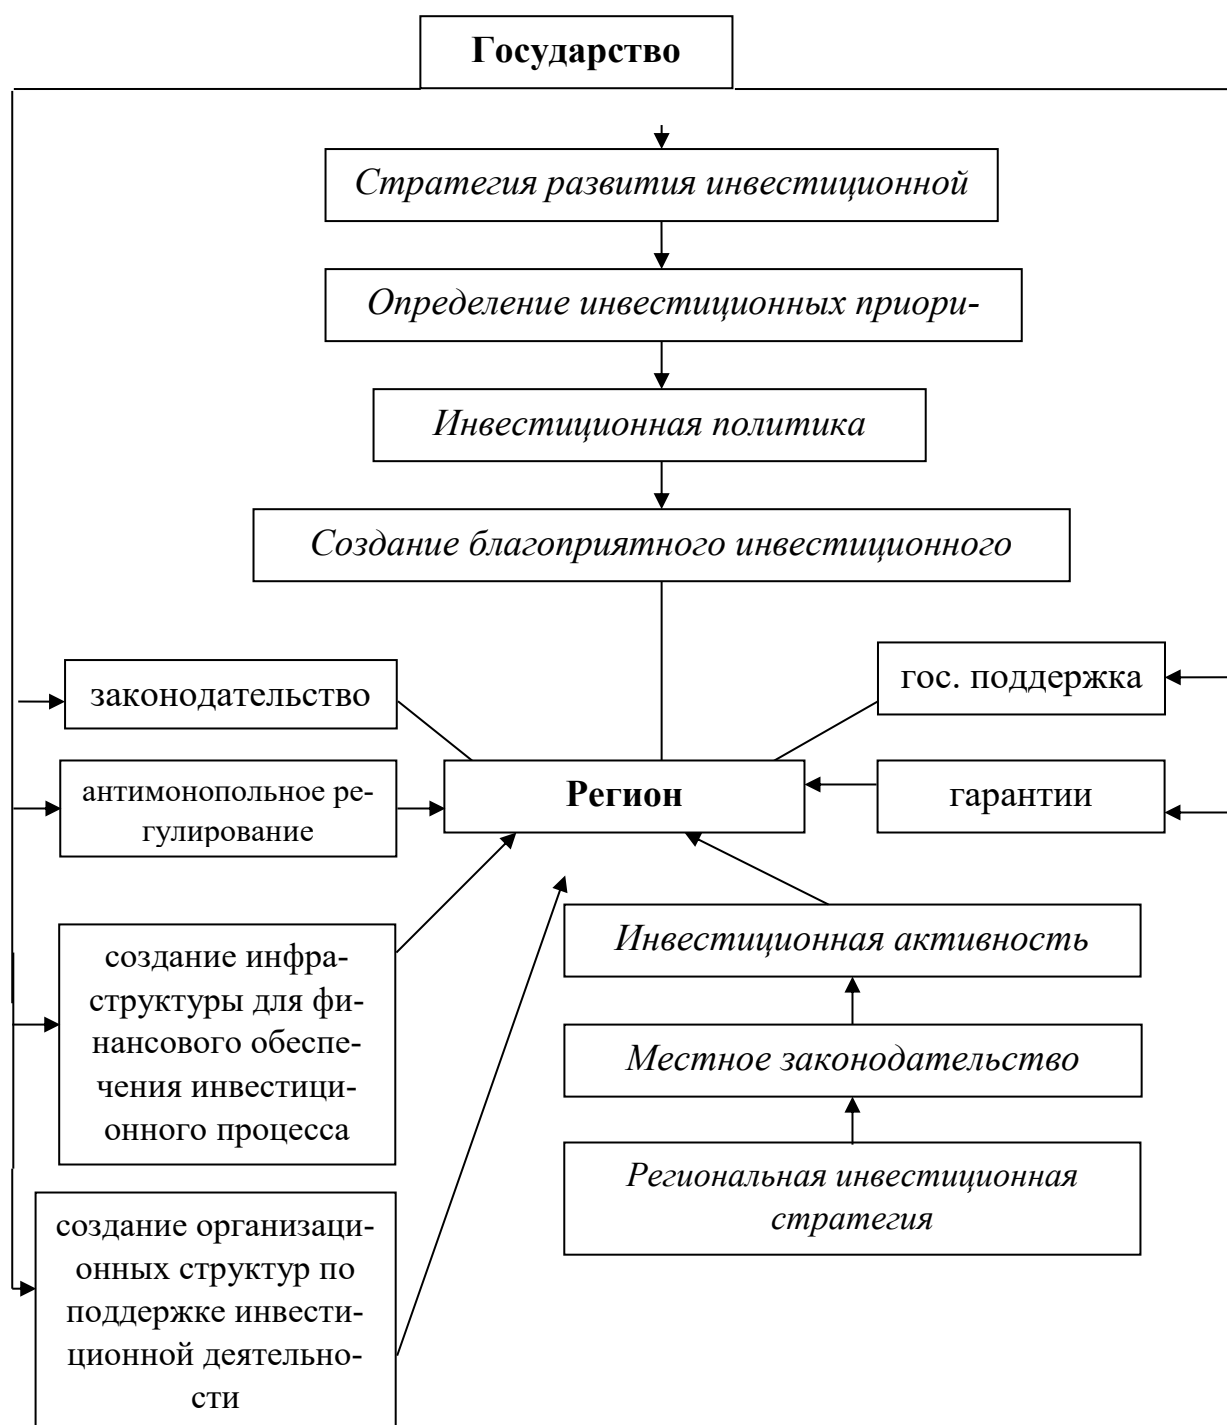 Государство
Стратегия развития инвестиционной
Определение инвестиционных приори-
Инвестиционная политика
Создание благоприятного инвестиционного
законодательство
гос. поддержка
антимонопольное ре-
гулирование
Регион
гарантии
создание инфра-
структуры для фи-
нансового обеспе-
чения инвестици-
онного процесса
Инвестиционная активность
Местное законодательство
Региональная инвестиционная
стратегия
создание организаци-
онных структур по
поддержке инвести-
ционной деятельно-
сти